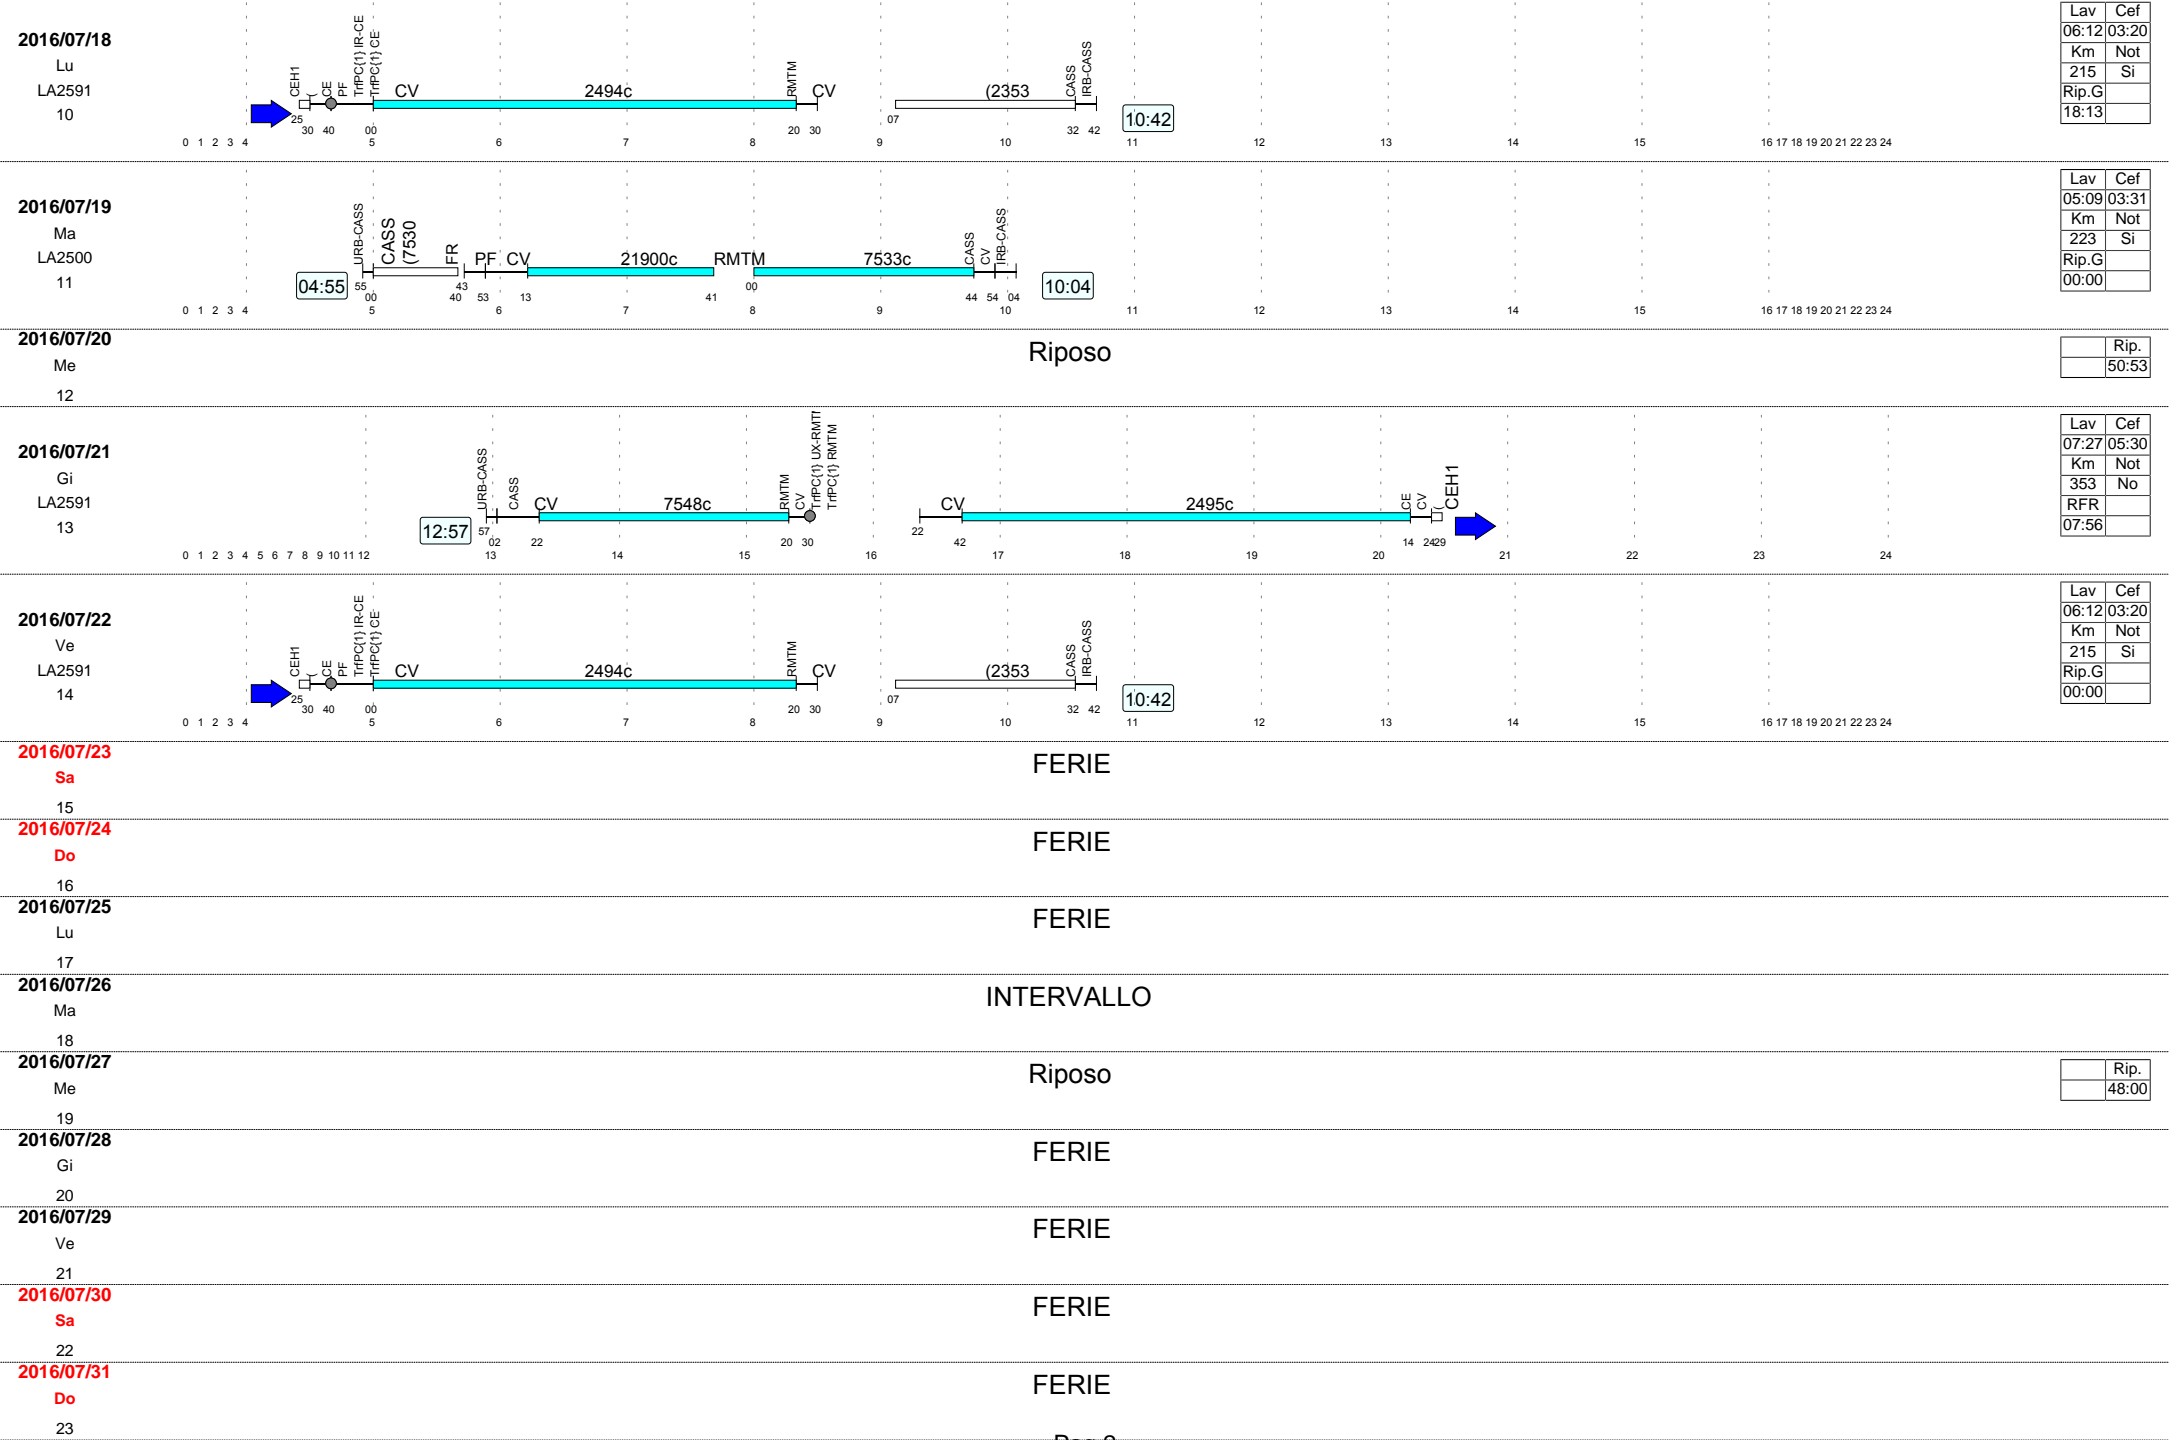 2016/07/18
Lu
LA2591
10
CEH1 ( CE PF TrfPC{1} IR-CE TrfPC{1} CE CV 2494c RMTM CV (2353 CASS IRB-CASS
25 30 40 00 20 30 07 32 42
10:42
0 1 2 3 4 5 6 7 8 9 10 11 12 13 14 15 16 17 18 19 20 21 22 23 24
Lav Cef
06:12 03:20
Km Not
215 Si
Rip.G
18:13
2016/07/19
Ma
LA2500
11
04:55
URB-CASS CASS (7530 FR PF CV 21900c RMTM 7533c CASS CV IRB-CASS
55 00 40 43 53 13 41 00 44 54 04
10:04
0 1 2 3 4 5 6 7 8 9 10 11 12 13 14 15 16 17 18 19 20 21 22 23 24
Lav Cef
05:09 03:31
Km Not
223 Si
Rip.G
00:00
2016/07/20
Me
12
Riposo
Rip.
50:53
2016/07/21
Gi
LA2591
13
12:57
URB-CASS CASS CV 7548c RMTM CV TrfPC{1} UX-RMT TrfPC{1} RMTM CV 2495c CE CV ( CEH1
57 02 22 20 30 22 42 14 24 29
0 1 2 3 4 5 6 7 8 9 10 11 12 13 14 15 16 17 18 19 20 21 22 23 24
Lav Cef
07:27 05:30
Km Not
353 No
RFR
07:56
2016/07/22
Ve
LA2591
14
CEH1 ( CE PF TrfPC{1} IR-CE TrfPC{1} CE CV 2494c RMTM CV (2353 CASS IRB-CASS
25 30 40 00 20 30 07 32 42
10:42
0 1 2 3 4 5 6 7 8 9 10 11 12 13 14 15 16 17 18 19 20 21 22 23 24
Lav Cef
06:12 03:20
Km Not
215 Si
Rip.G
00:00
2016/07/23
Sa
15
FERIE
2016/07/24
Do
16
FERIE
2016/07/25
Lu
17
FERIE
2016/07/26
Ma
18
INTERVALLO
2016/07/27
Me
19
Riposo
Rip.
48:00
2016/07/28
Gi
20
FERIE
2016/07/29
Ve
21
FERIE
2016/07/30
Sa
22
FERIE
2016/07/31
Do
23
FERIE